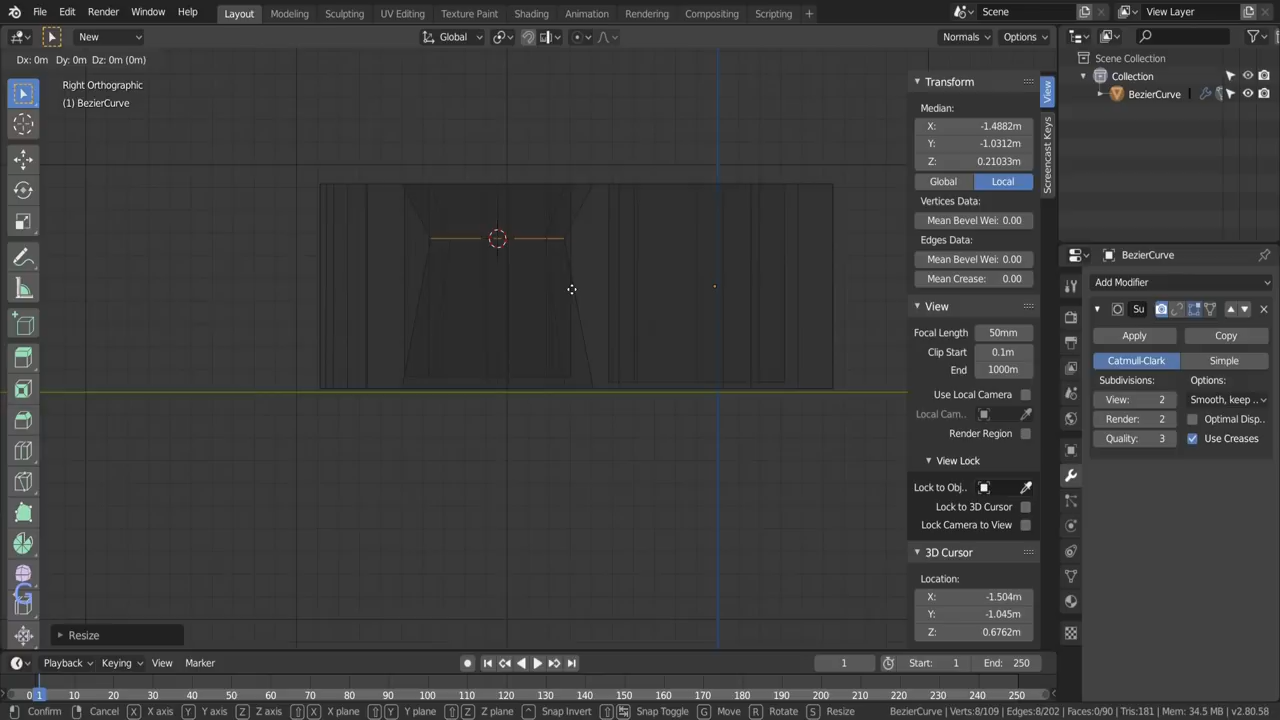 File Edit Render Window Help Layout Modeling Sculpting UV Editing Texture Paint Shading Animation Rendering Compositing Scripting + Scene View Layer
New Global Normals Options
Dx: 0m Dy: 0m Dz: 0m (0m)
Right Orthographic
(1) BezierCurve
Transform
Median:
X: -1.4882m
Y: -1.0312m
Z: 0.21033m
Global Local
Vertices Data:
Mean Bevel Wei: 0.00
Edges Data:
Mean Bevel Wei: 0.00
Mean Crease: 0.00
View
Focal Length 50mm
Clip Start 0.1m
End 1000m
Use Local Camera
Local Cam..
Render Region
View Lock
Lock to Obj..
Lock to 3D Cursor
Lock Camera to View
3D Cursor
Location:
X: -1.504m
Y: -1.045m
Z: 0.6762m
View
Screencast Keys
Scene Collection
Collection
BezierCurve
BezierCurve
Add Modifier
Su
Apply Copy
Catmull-Clark Simple
Subdivisions: Options:
View: 2 Smooth, keep ..
Render: 2 Optimal Disp..
Quality: 3 Use Creases
G
Resize
Playback Keying View Marker 1 Start: 1 End: 250
0 1 10 20 30 40 50 60 70 80 90 100 110 120 130 140 150 160 170 180 190 200 210 220 230 240 250
Confirm Cancel X X axis Y Y axis Z Z axis X X plane Y Y plane Z Z plane Snap Invert Snap Toggle G Move R Rotate S Resize BezierCurve | Verts:8/109 | Edges:8/202 | Tris:181 | Mem: 34.5 MB | v2.80.58